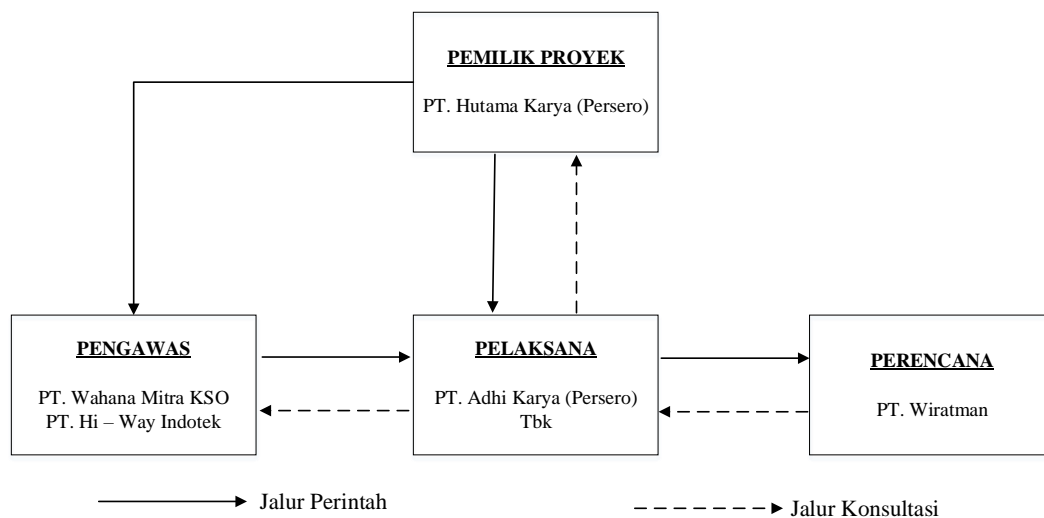 PEMILIK PROYEK
PT. Hutama Karya (Persero)
PENGAWAS
PT. Wahana Mitra KSO
PT. Hi – Way Indotek
PELAKSANA
PT. Adhi Karya (Persero)
Tbk
PERENCANA
PT. Wiratman
Jalur Perintah
Jalur Konsultasi